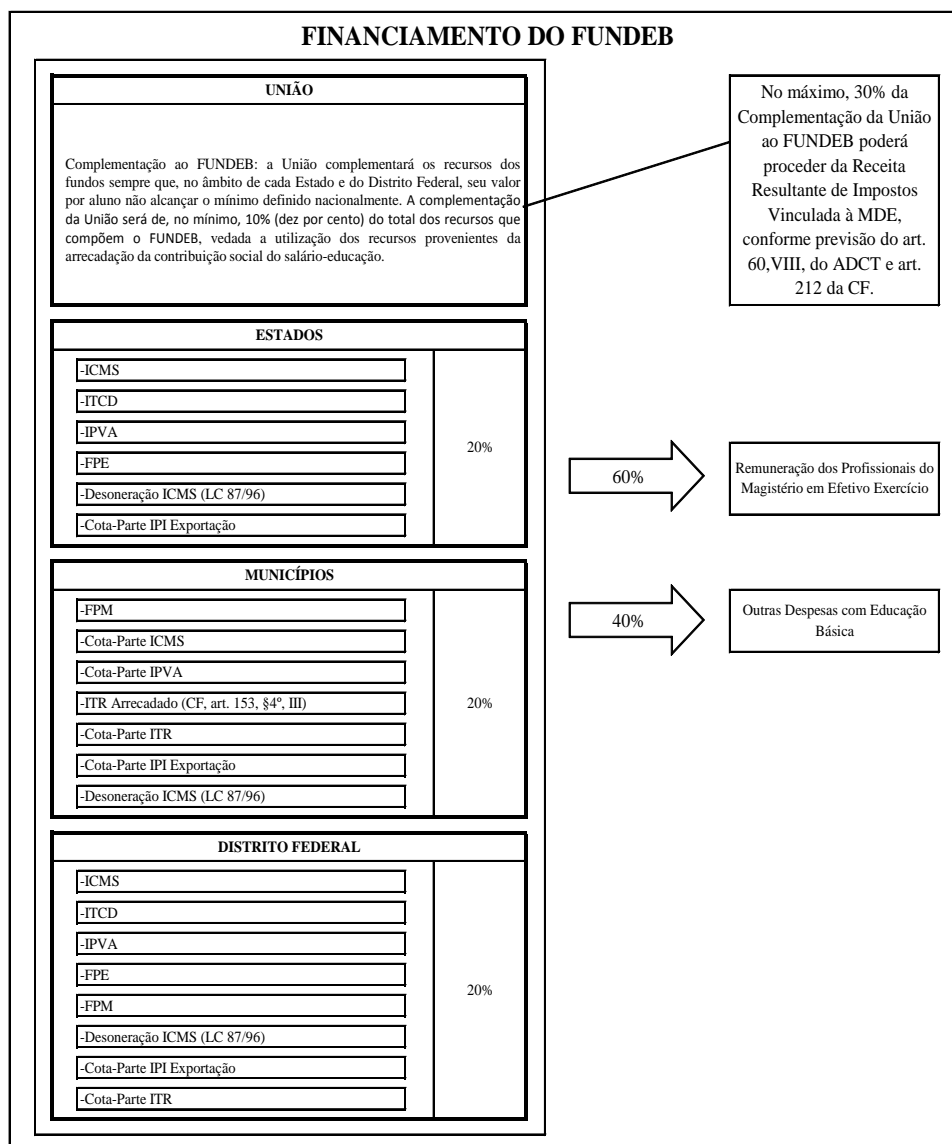 FINANCIAMENTO DO FUNDEB
UNIÃO
Complementação ao FUNDEB: a União complementará os recursos dos
fundos sempre que, no âmbito de cada Estado e do Distrito Federal, seu valor
por aluno não alcançar o mínimo definido nacionalmente. A complementação
da União será de, no mínimo, 10% (dez por cento) do total dos recursos que
compõem o FUNDEB, vedada a utilização dos recursos provenientes da
arrecadação da contribuição social do salário-educação.
No máximo, 30% da
Complementação da União
ao FUNDEB poderá
proceder da Receita
Resultante de Impostos
Vinculada à MDE,
conforme previsão do art.
60,VIII, do ADCT e art.
212 da CF.
ESTADOS
-ICMS
-ITCD
-IPVA
-FPE
-Desoneração ICMS (LC 87/96)
-Cota-Parte IPI Exportação
20%
60%
Remuneração dos Profissionais do
Magistério em Efetivo Exercício
MUNICÍPIOS
-FPM
-Cota-Parte ICMS
-Cota-Parte IPVA
-ITR Arrecadado (CF, art. 153, §4º, III)
-Cota-Parte ITR
-Cota-Parte IPI Exportação
-Desoneração ICMS (LC 87/96)
20%
40%
Outras Despesas com Educação
Básica
DISTRITO FEDERAL
-ICMS
-ITCD
-IPVA
-FPE
-FPM
-Desoneração ICMS (LC 87/96)
-Cota-Parte IPI Exportação
-Cota-Parte ITR
20%